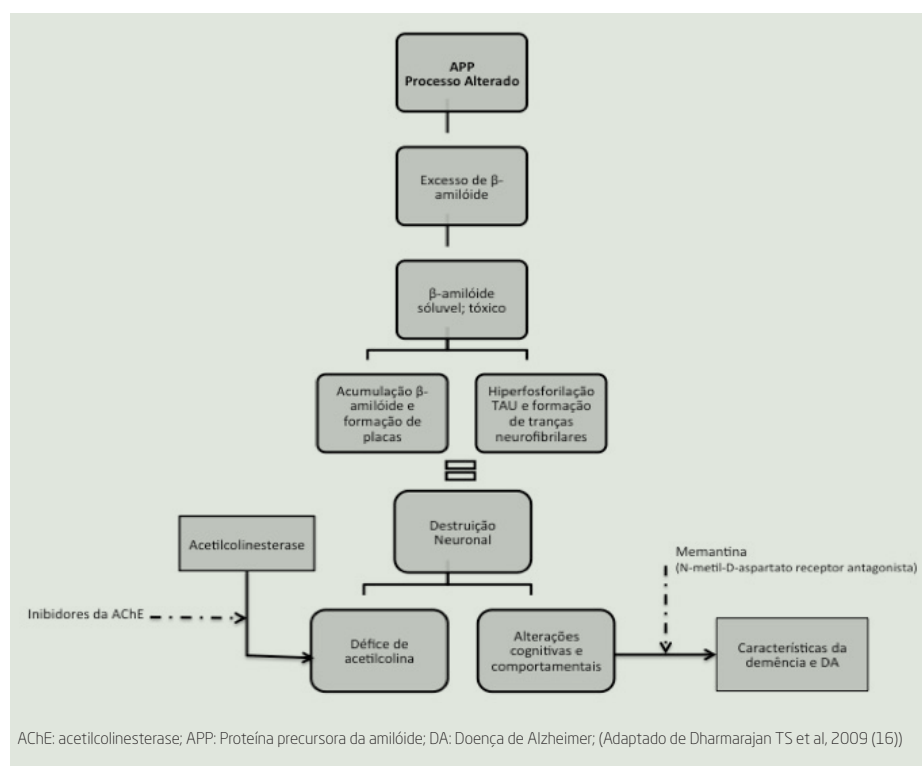 APP
Processo Alterado
Excesso de β-
amilóide
β-amilóide
sóluvel; tóxico
Acumulação β-
amilóide e
formação de
placas
Hiperfosforilação
TAU e formação
de tranças
neurofibrilares
Destruição
Neuronal
Acetilcolinesterase
Memantina
(N-metil-D-aspartato receptor antagonista)
Inibidores da AChE
Défice de
acetilcolina
Alterações
cognitivas e
comportamentais
Características da
demência e DA
AChE: acetilcolinesterase; APP: Proteína precursora da amilóide; DA: Doença de Alzheimer; (Adaptado de Dharmarajan TS et al, 2009 (16))